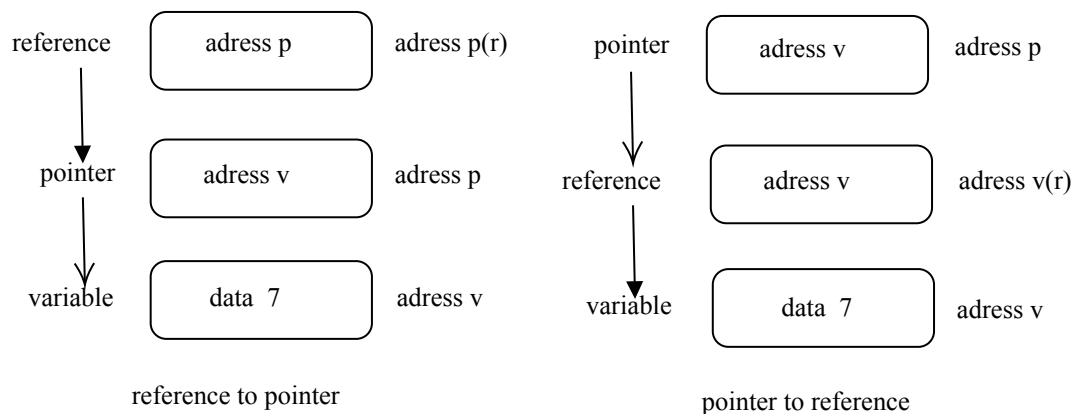 reference adress p adress p(r)
pointer adress v adress p
variable data 7 adress v
reference to pointer
pointer adress v adress p
reference adress v adress v(r)
variable data 7 adress v
pointer to reference